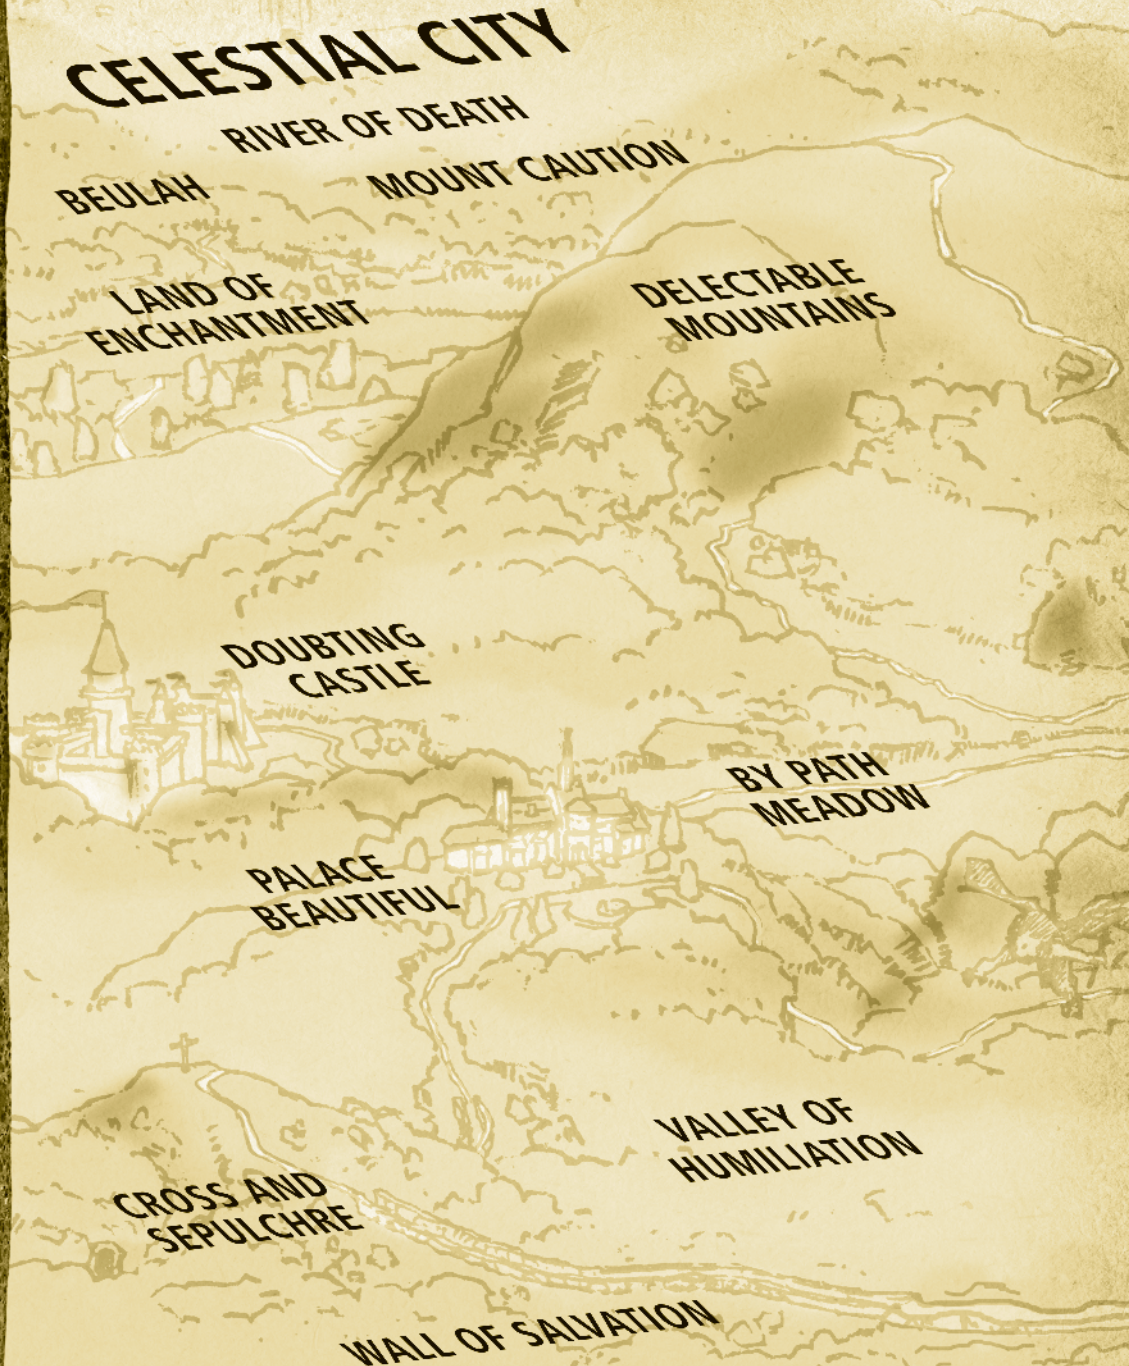 CELESTIAL CITY
RIVER OF DEATH
MOUNT CAUTION
BEULAH
LAND OF
ENCHANTMENT
DELECTABLE
MOUNTAINS
DOUBTING
CASTLE
BY PATH
MEADOW
PALACE
BEAUTIFUL
VALLEY OF
HUMILIATION
CROSS AND
SEPULCHRE
WALL OF SALVATION